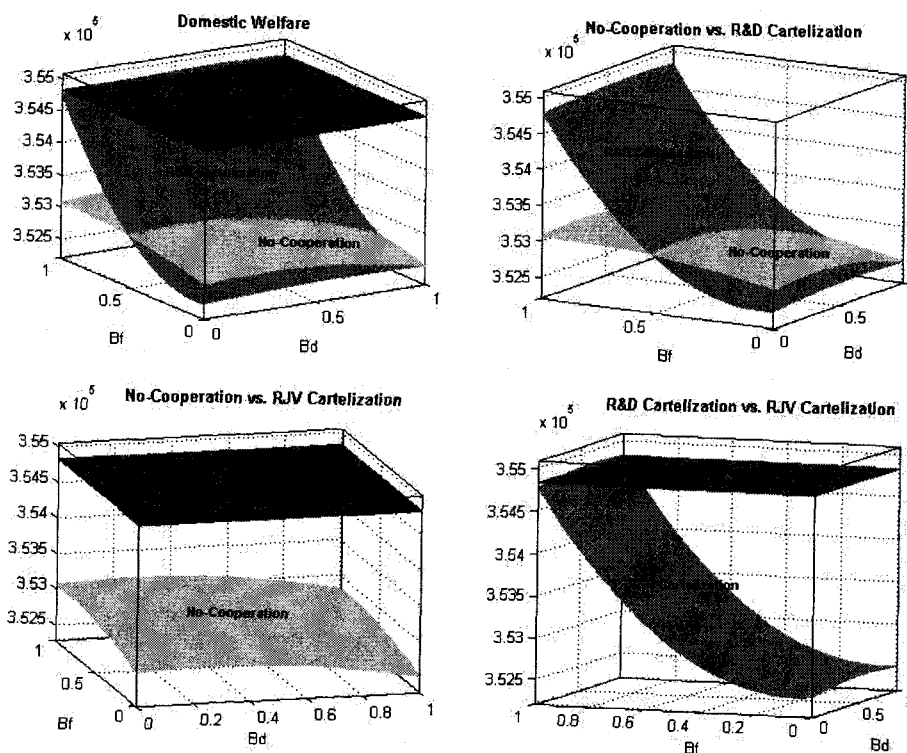 Domestic Welfare
x 10^5
3.55
3.545
3.54
3.535
3.53
3.525
1
0.5
0
Bf
0
0.5
1
Bd
No-Cooperation
No-Cooperation vs. R&D Cartelization
x 10^5
3.55
3.545
3.54
3.535
3.53
3.525
1
0.5
0
Bf
0
0.5
Bd
No-Cooperation
No-Cooperation vs. RJV Cartelization
x 10^5
3.55
3.545
3.54
3.535
3.53
3.525
1
0.5
0
Bf
0
0.2
0.4
0.6
0.8
1
Bd
No-Cooperation
R&D Cartelization vs. RJV Cartelization
x 10^5
3.55
3.545
3.54
3.535
3.53
3.525
1
0.8
0.6
0.4
0.2
0
Bf
0
0.5
Bd